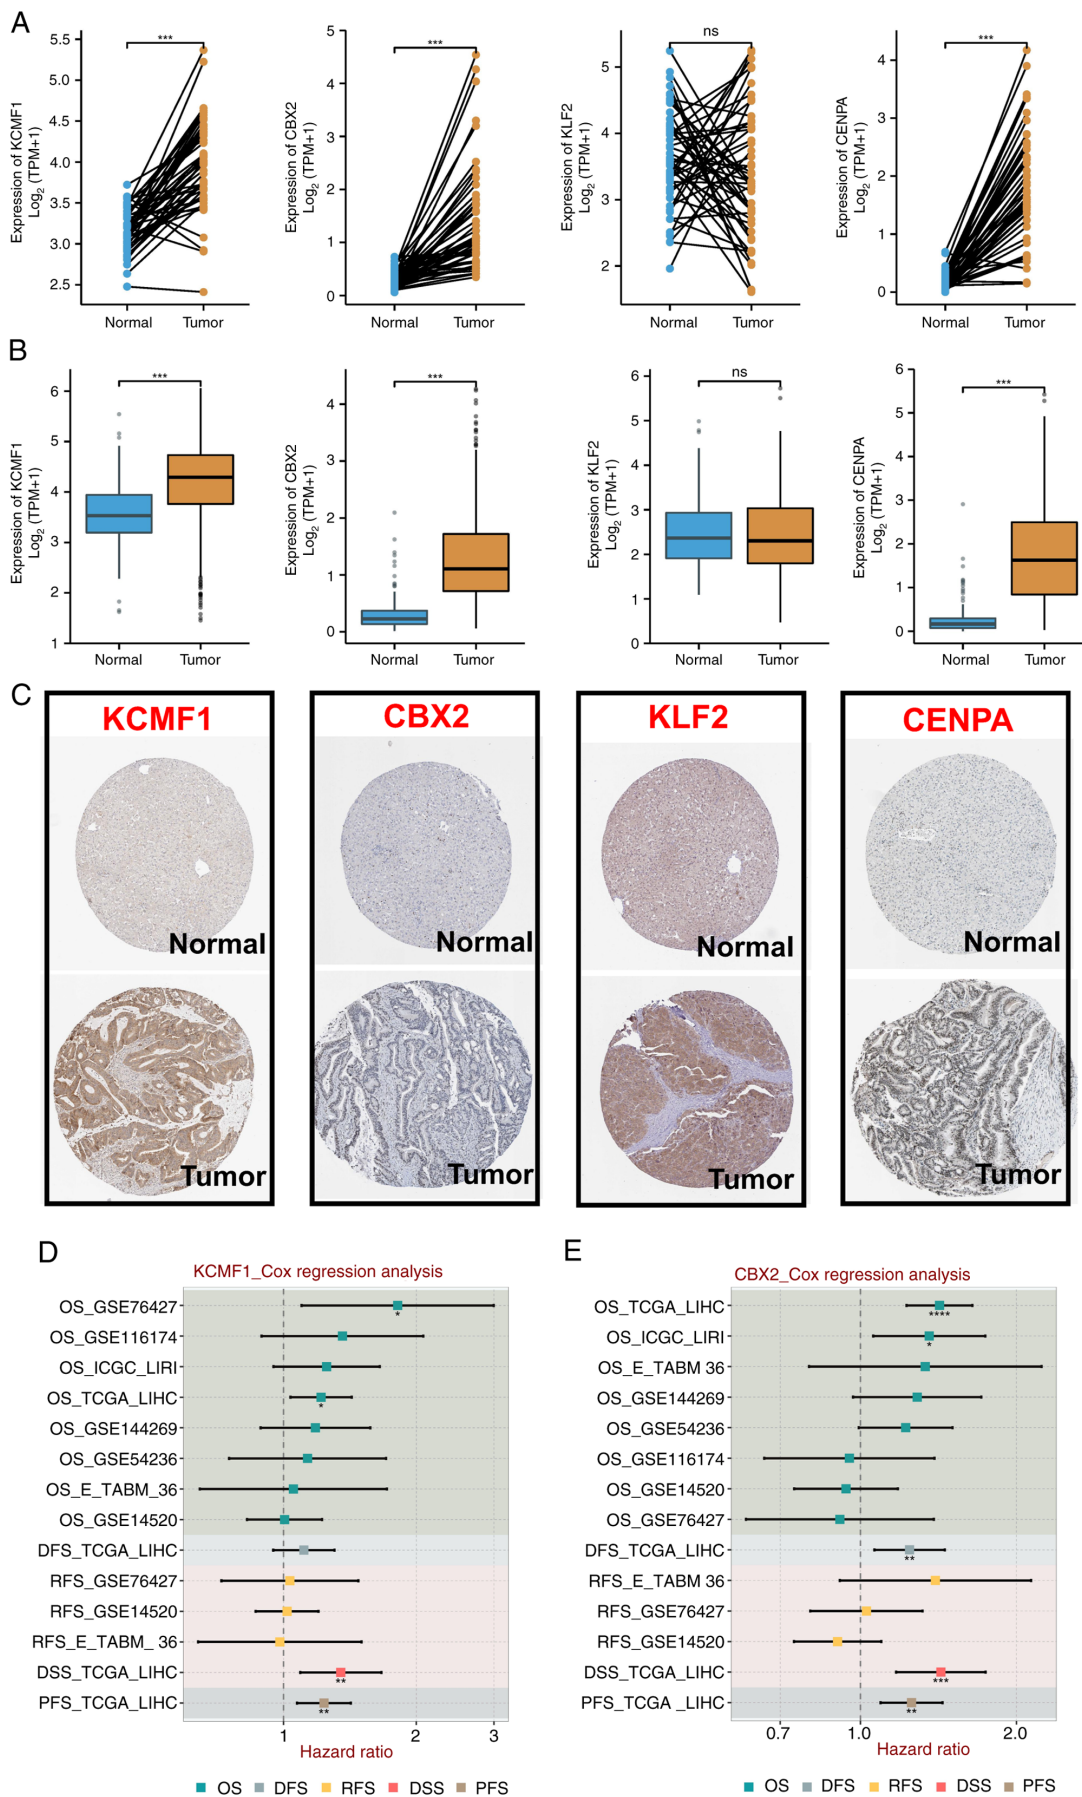 A
Expression of KCMF1
Log2 (TPM+1)
5.5
5.0
4.5
4.0
3.5
3.0
2.5
***
Normal
Tumor
Expression of CBX2
Log2 (TPM+1)
5
4
3
2
1
0
***
Normal
Tumor
Expression of KLF2
Log2 (TPM+1)
5
4
3
2
ns
Normal
Tumor
Expression of CENPA
Log2 (TPM+1)
4
3
2
1
0
***
Normal
Tumor
B
Expression of KCMF1
Log2 (TPM+1)
6
5
4
3
2
1
***
Normal
Tumor
Expression of CBX2
Log2 (TPM+1)
4
3
2
1
0
***
Normal
Tumor
Expression of KLF2
Log2 (TPM+1)
6
5
4
3
2
1
0
ns
Normal
Tumor
Expression of CENPA
Log2 (TPM+1)
6
5
4
3
2
1
0
***
Normal
Tumor
C
KCMF1
Normal
Tumor
CBX2
Normal
Tumor
KLF2
Normal
Tumor
CENPA
Normal
Tumor
D
KCMF1_Cox regression analysis
OS_GSE76427
*
OS_GSE116174
OS_ICGC_LIRI
OS_TCGA_LIHC
*
OS_GSE144269
OS_GSE54236
OS_E_TABM_36
OS_GSE14520
DFS_TCGA_LIHC
RFS_GSE76427
RFS_GSE14520
RFS_E_TABM_ 36
DSS_TCGA_LIHC
**
PFS_TCGA_LIHC
**
1
2
3
Hazard ratio
OS DFS RFS DSS PFS
E
CBX2_Cox regression analysis
OS_TCGA_LIHC
****
OS_ICGC_LIRI
*
OS_E_TABM 36
OS_GSE144269
OS_GSE54236
OS_GSE116174
OS_GSE14520
OS_GSE76427
DFS_TCGA_LIHC
**
RFS_E_TABM 36
RFS_GSE76427
RFS_GSE14520
DSS_TCGA_LIHC
***
PFS_TCGA _LIHC
**
0.7
1.0
2.0
Hazard ratio
OS DFS RFS DSS PFS